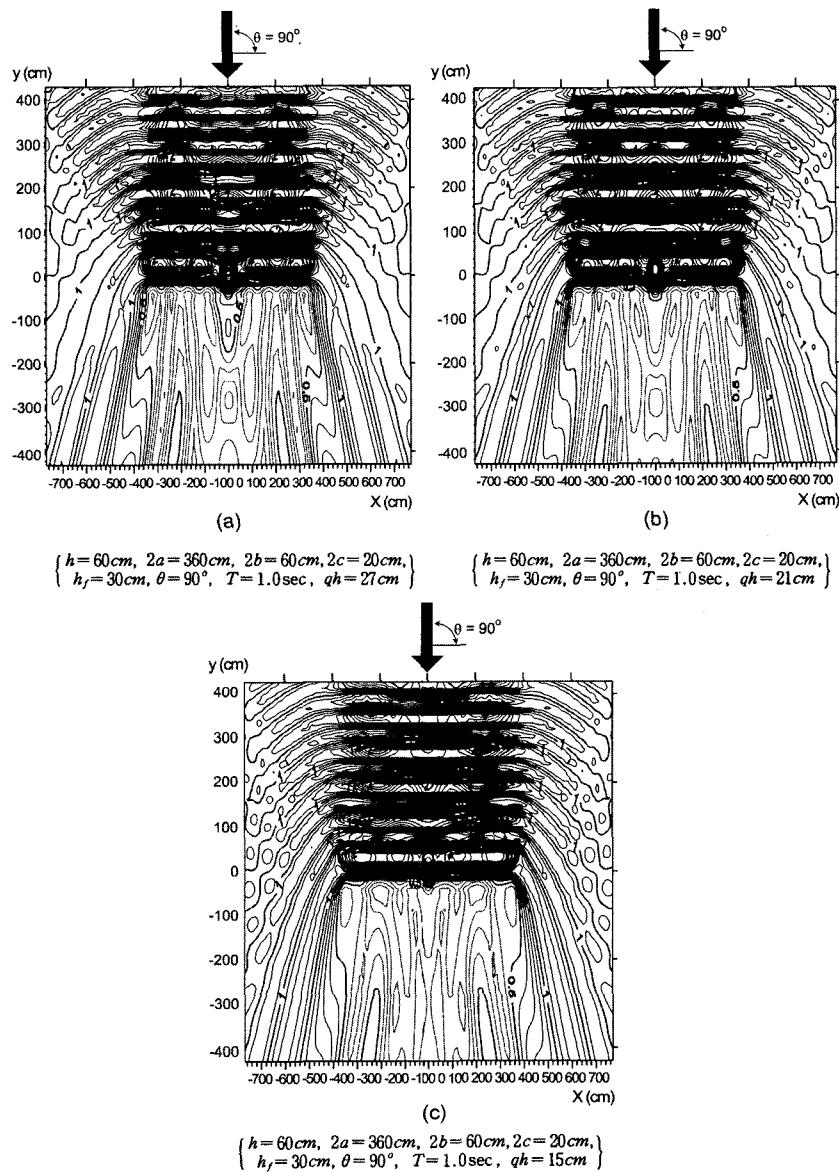 θ = 90°
θ = 90°
y (cm)
y (cm)
400
300
200
100
0
-100
-200
-300
-400
400
300
200
100
0
-100
-200
-300
-400
-700 -600 -500 -400 -300 -200 -100 0 100 200 300 400 500 600 700
-700 -600 -500 -400 -300 -200 -100 0 100 200 300 400 500 600 700
X (cm)
X (cm)
(a)
(b)
{ h=60cm, 2a=360cm, 2b=60cm, 2c=20cm,
h_f=30cm, θ=90°, T=1.0sec, qh=27cm }
{ h=60cm, 2a=360cm, 2b=60cm, 2c=20cm,
h_f=30cm, θ=90°, T=1.0sec, qh=21cm }
θ = 90°
y (cm)
400
300
200
100
0
-100
-200
-300
-400
-700 -600 -500 -400 -300 -200 -100 0 100 200 300 400 500 600 700
X (cm)
(c)
{ h=60cm, 2a=360cm, 2b=60cm, 2c=20cm,
h_f=30cm, θ=90°, T=1.0sec, qh=15cm }